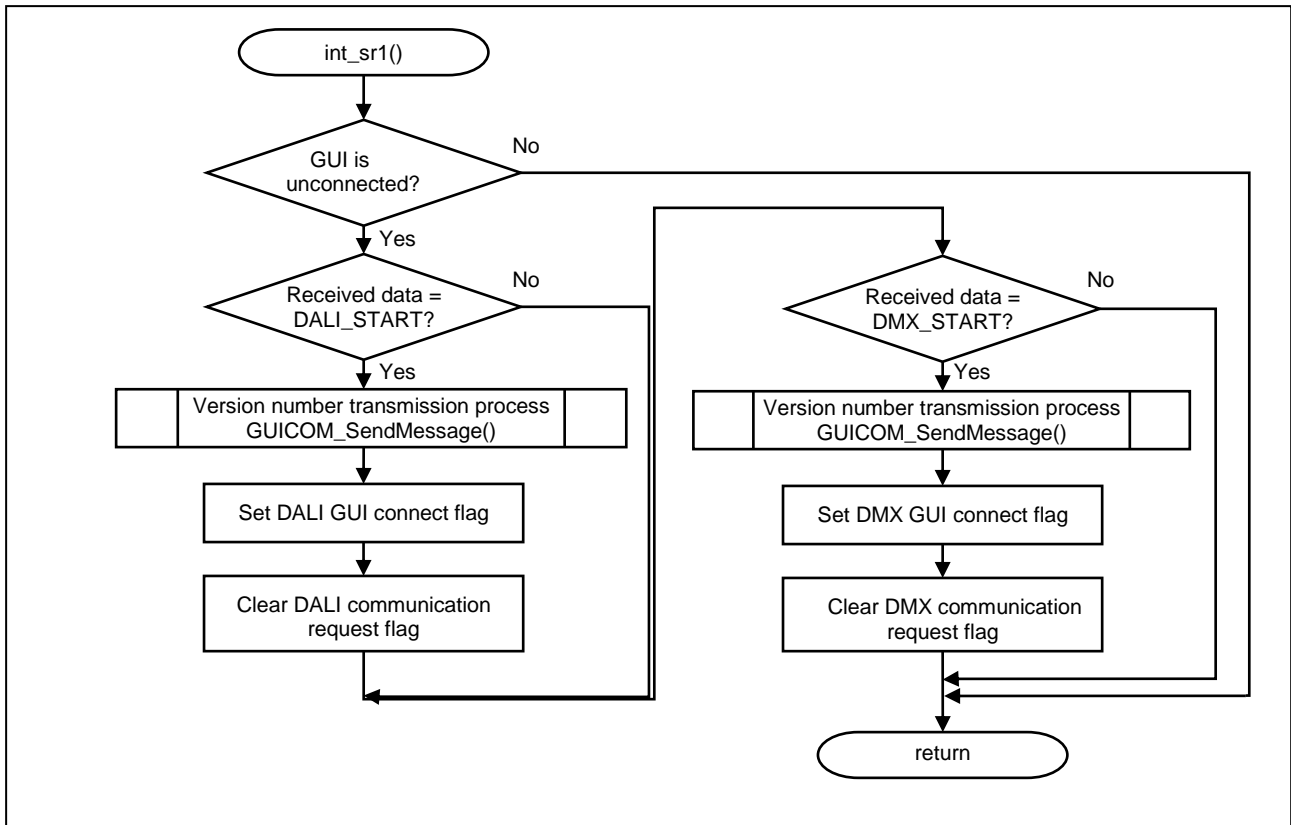 int_sr1()
GUI is
unconnected?
No
Yes
Received data =
DALI_START?
No
Yes
Version number transmission process
GUICOM_SendMessage()
Set DALI GUI connect flag
Clear DALI communication
request flag
Received data =
DMX_START?
No
Yes
Version number transmission process
GUICOM_SendMessage()
Set DMX GUI connect flag
Clear DMX communication
request flag
return